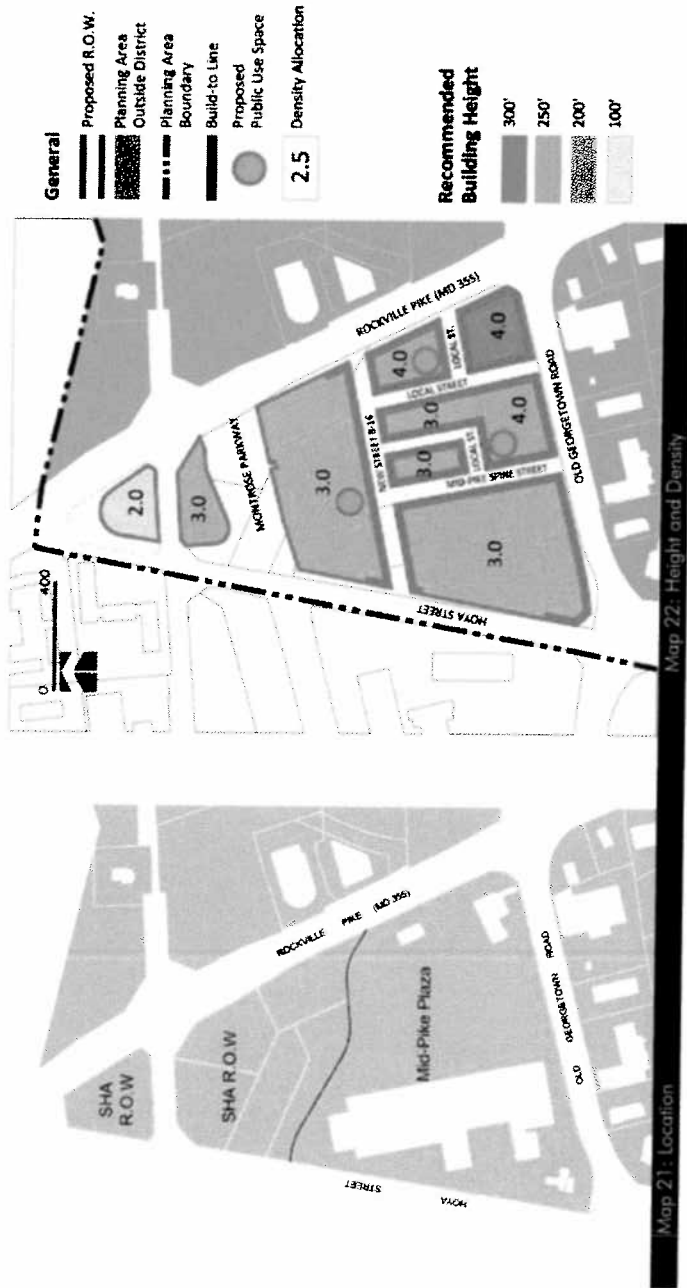 SHA
R.O.W
SHA R.O.W
ROCKVILLE PIKE (MD 355)
Mid-Pike Plaza
HOYA STREET
OLD GEORGETOWN ROAD
Map 21: Location
0 400
2.0
3.0
MONTROSE PARKWAY
ROCKVILLE PIKE (MD 355)
3.0
NEW STREET B-16
4.0
LOCAL ST.
4.0
LOCAL STREET
3.0
3.0
LOCAL ST
4.0
MID-PIKE SPINE STREET
3.0
HOYA STREET
OLD GEORGETOWN ROAD
Map 22: Height and Density
General
Proposed R.O.W.
Planning Area
Outside District
Planning Area
Boundary
Build-to Line
Proposed
Public Use Space
2.5 Density Allocation
Recommended
Building Height
300'
250'
200'
100'